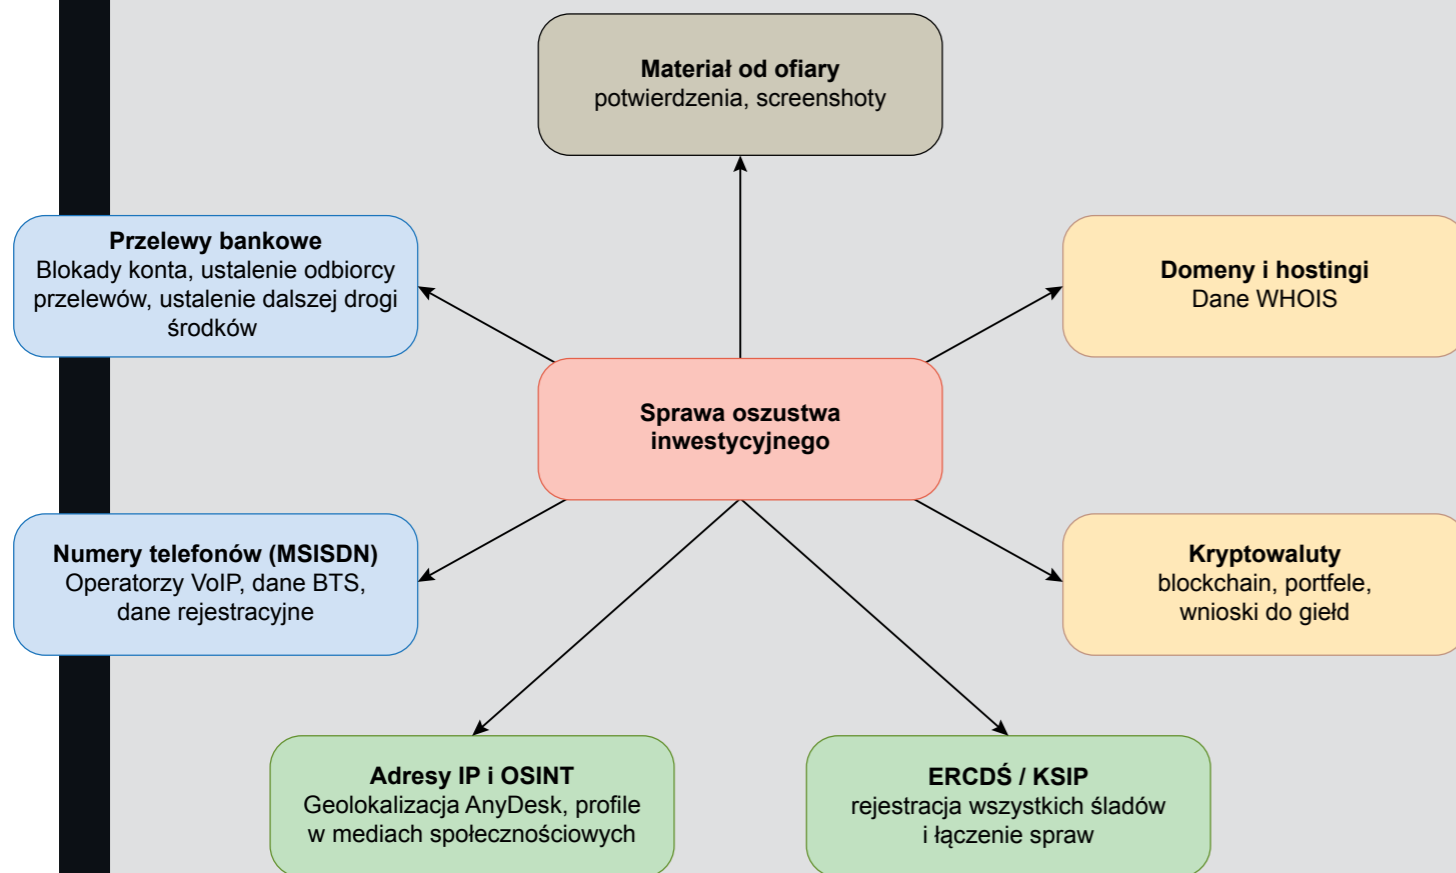 Materiał od ofiary
potwierdzenia, screenshoty
Przelewy bankowe
Blokady konta, ustalenie odbiorcy
przelewów, ustalenie dalszej drogi
środków
Domeny i hostingi
Dane WHOIS
Sprawa oszustwa
inwestycyjnego
Numery telefonów (MSISDN)
Operatorzy VoIP, dane BTS,
dane rejestracyjne
Kryptowaluty
blockchain, portfele,
wnioski do giełd
Adresy IP i OSINT
Geolokalizacja AnyDesk, profile
w mediach społecznościowych
ERCDŚ / KSIP
rejestracja wszystkich śladów
i łączenie spraw